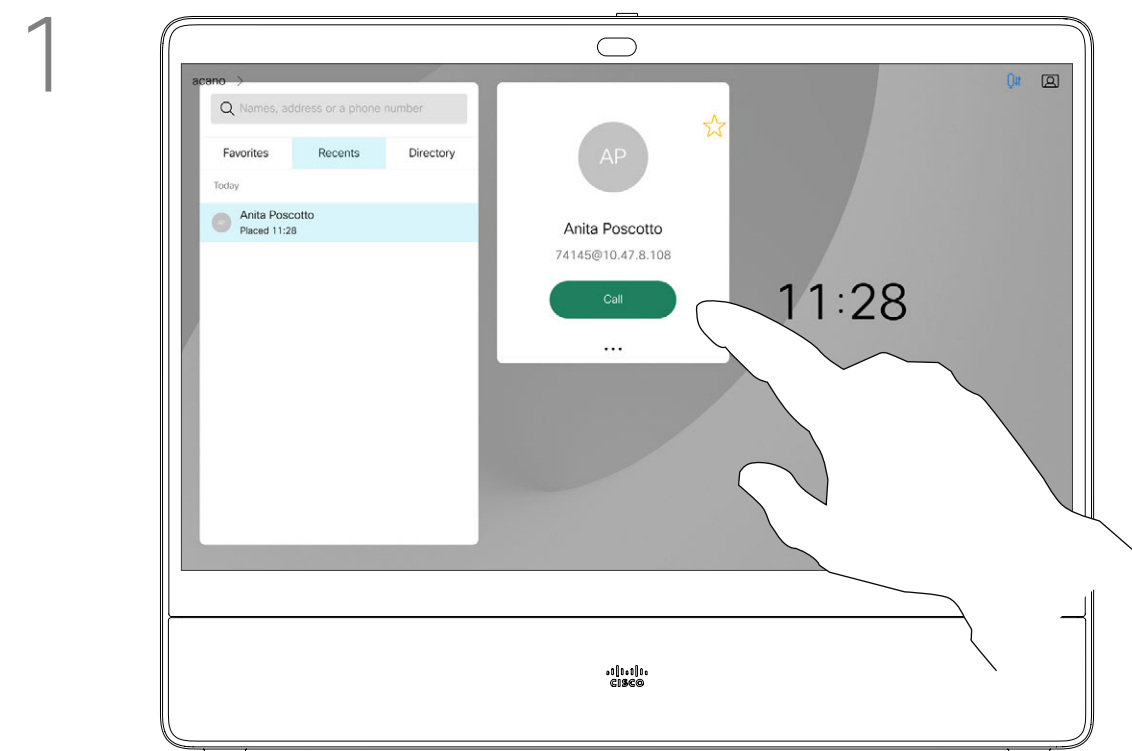 1
acano >
Names, address or a phone number
Favorites Recents Directory
Today
AP Anita Poscotto
Placed 11:28
AP
Anita Poscotto
74145@10.47.8.108
Call
...
11:28
CISCO